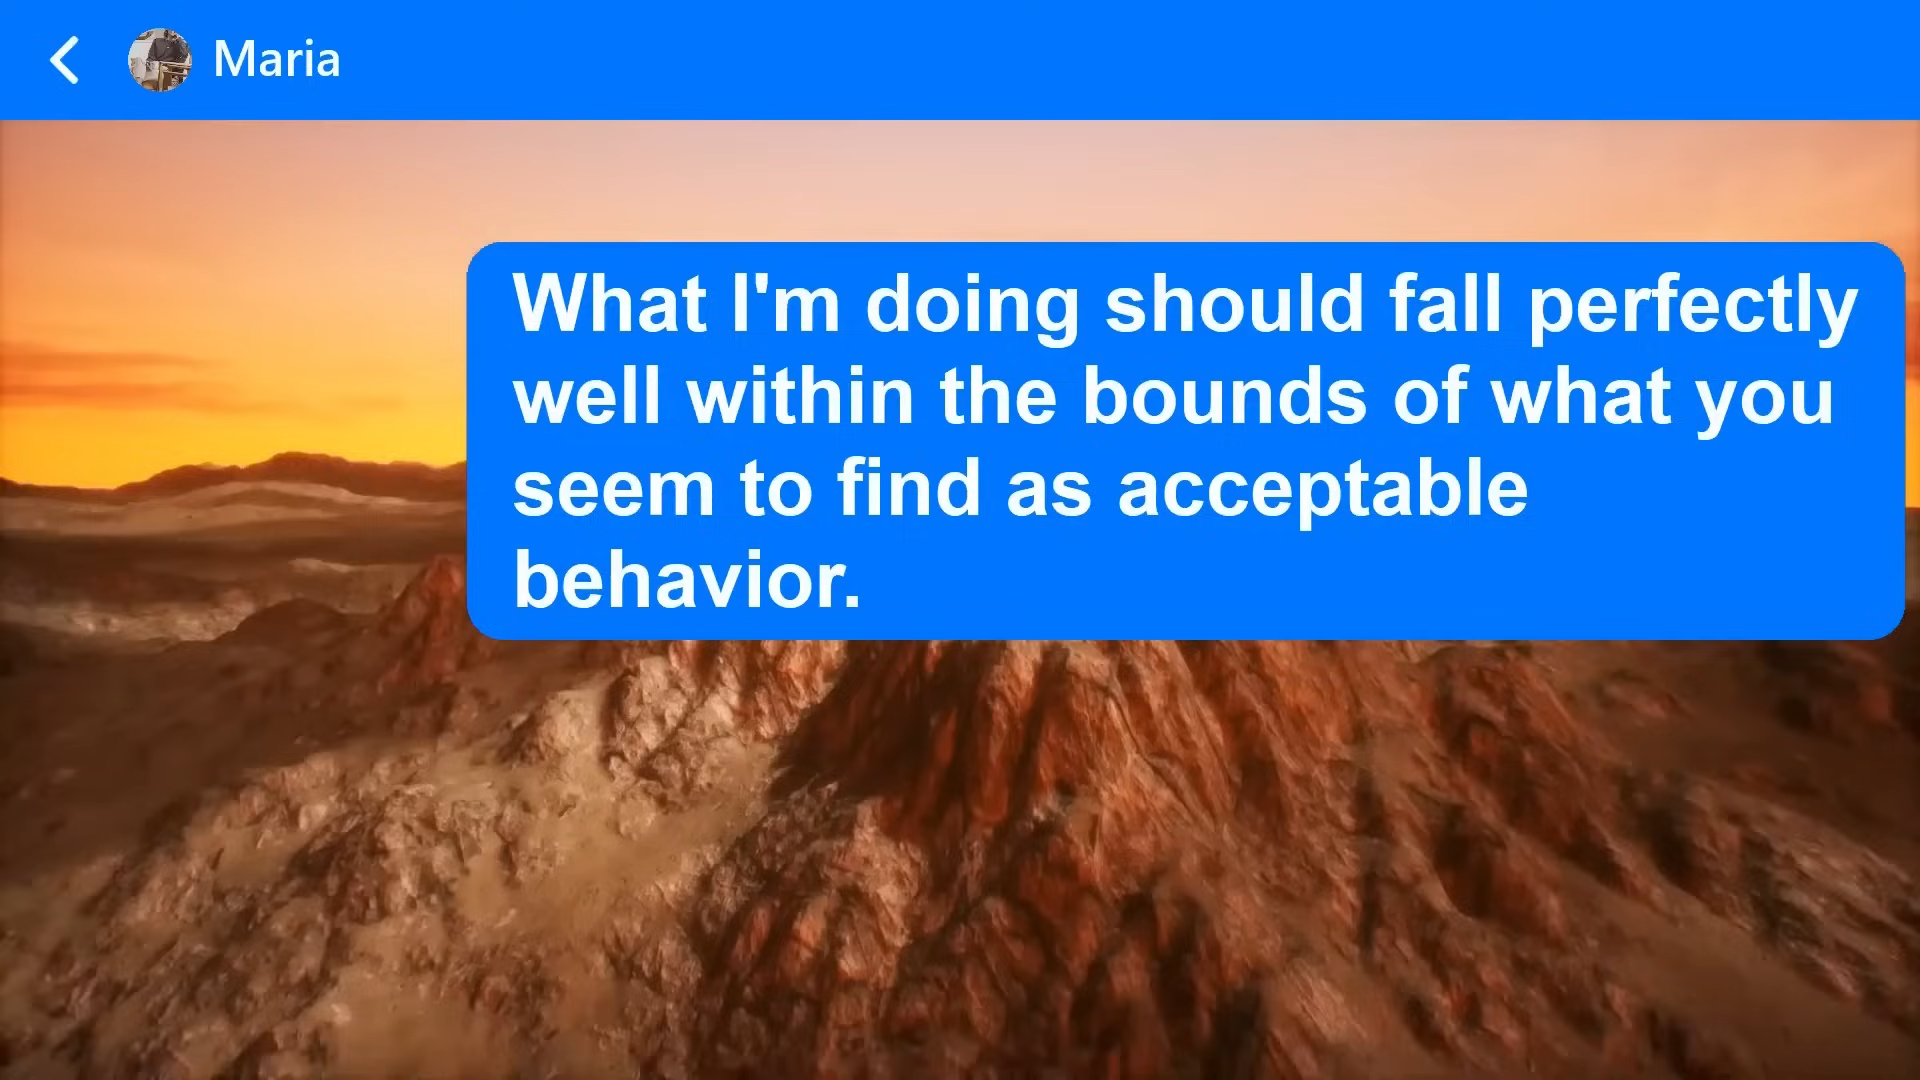 Maria
What I'm doing should fall perfectly
well within the bounds of what you
seem to find as acceptable
behavior.